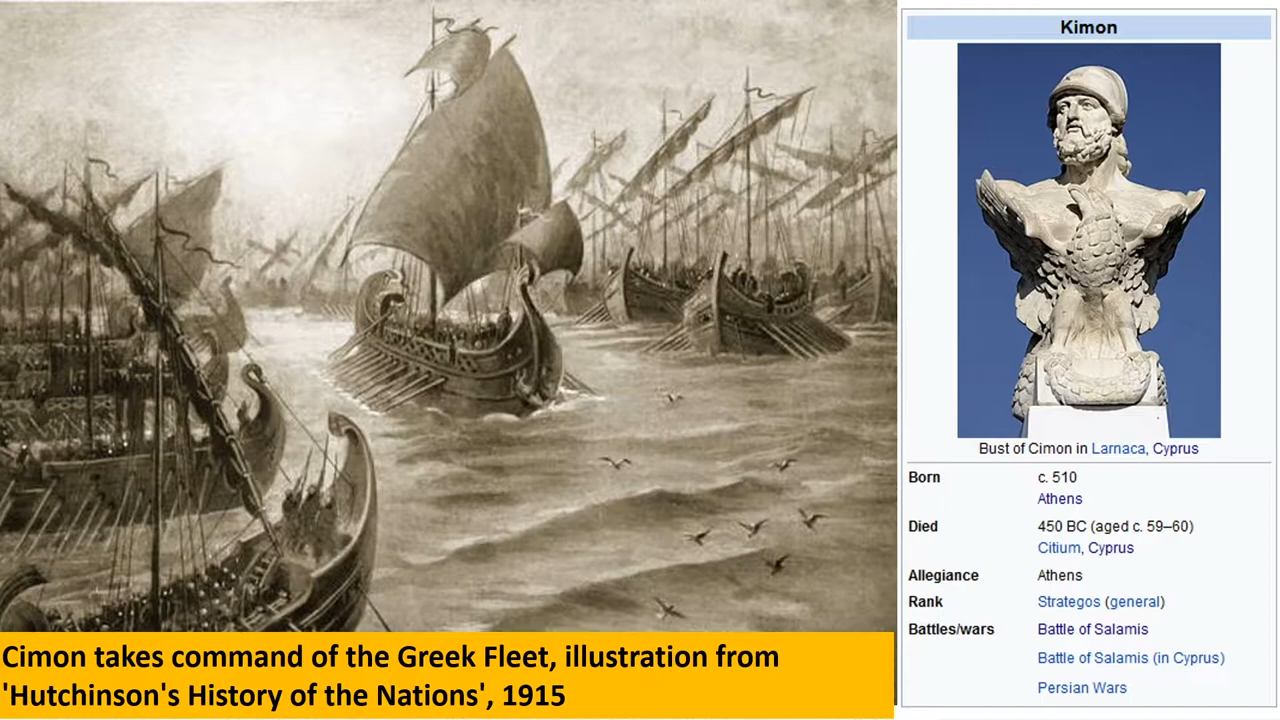 Kimon
Bust of Cimon in Larnaca, Cyprus
Born c. 510
Athens
Died 450 BC (aged c. 59–60)
Citium, Cyprus
Allegiance Athens
Rank Strategos (general)
Battles/wars Battle of Salamis
Battle of Salamis (in Cyprus)
Persian Wars
Cimon takes command of the Greek Fleet, illustration from
'Hutchinson's History of the Nations', 1915